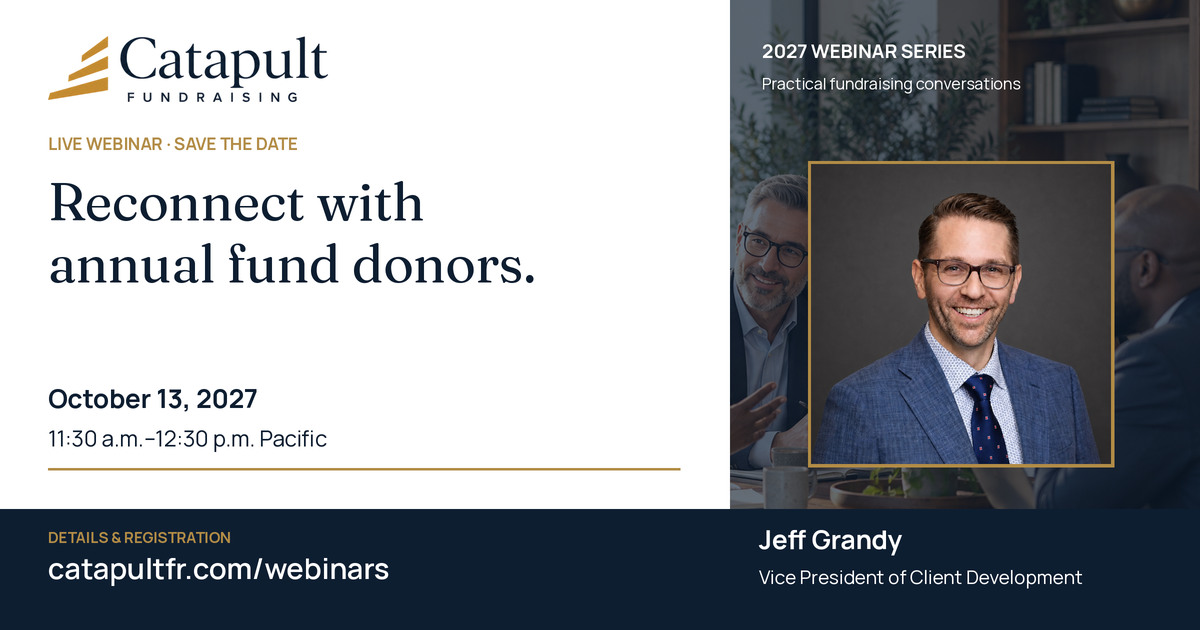 Catapult
FUNDRAISING
LIVE WEBINAR · SAVE THE DATE
Reconnect with
annual fund donors.
October 13, 2027
11:30 a.m.–12:30 p.m. Pacific
DETAILS & REGISTRATION
catapultfr.com/webinars
2027 WEBINAR SERIES
Practical fundraising conversations
Jeff Grandy
Vice President of Client Development